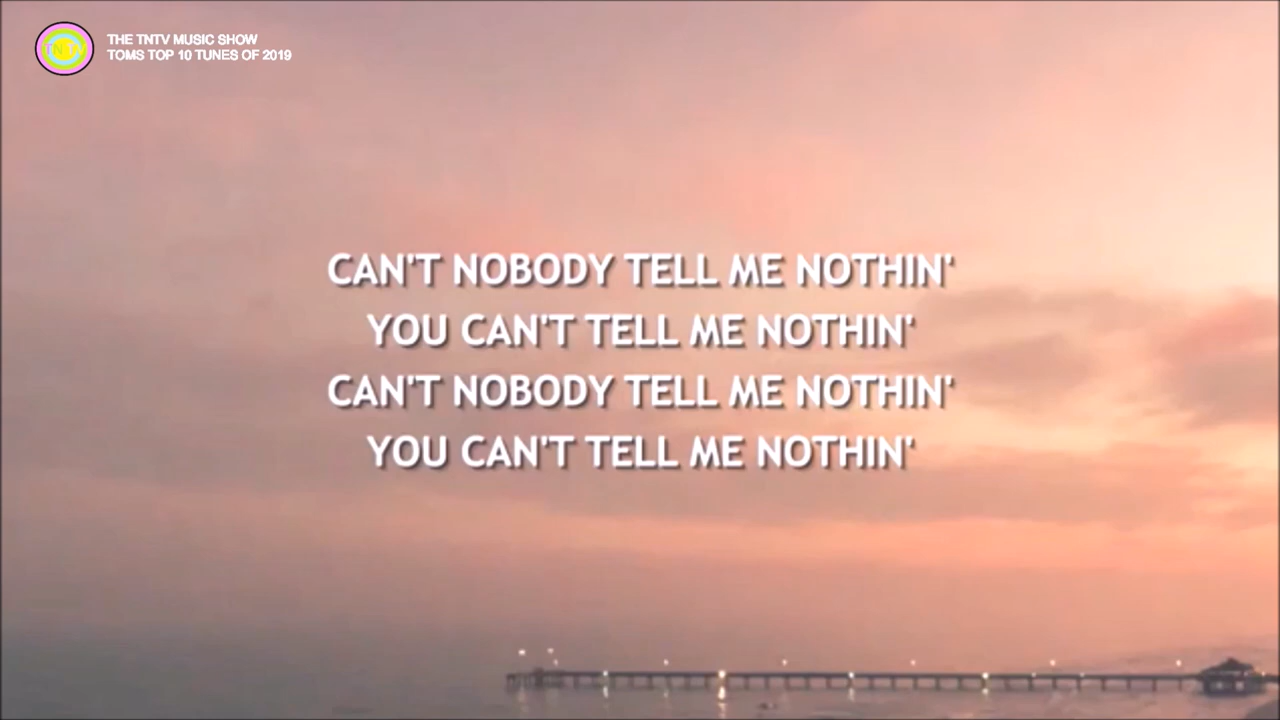 TNTV
THE TNTV MUSIC SHOW
TOMS TOP 10 TUNES OF 2019
CAN'T NOBODY TELL ME NOTHIN'
YOU CAN'T TELL ME NOTHIN'
CAN'T NOBODY TELL ME NOTHIN'
YOU CAN'T TELL ME NOTHIN'